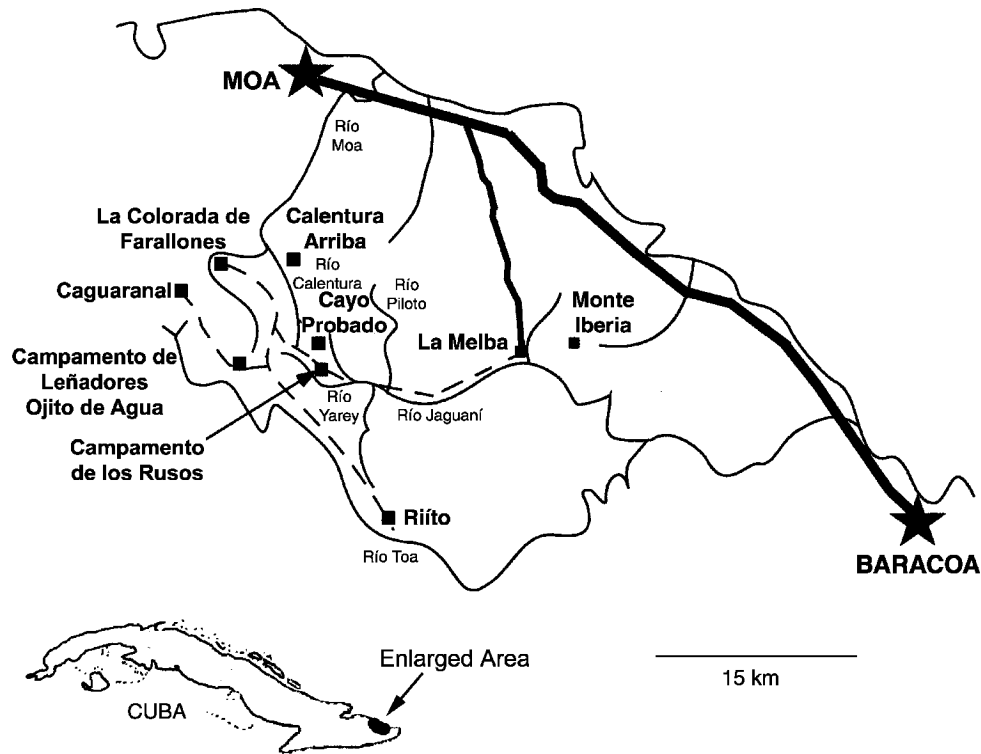 MOA
Río
Moa
La Colorada de
Farallones
Calentura
Arriba
Río
Calentura
Río
Piloto
Caguaranal
Cayo
Probado
Monte
Iberia
La Melba
Campamento de
Leñadores
Ojito de Agua
Río
Yarey
Río Jaguaní
Campamento
de los Rusos
Riíto
Río Toa
BARACOA
Enlarged Area
CUBA
15 km